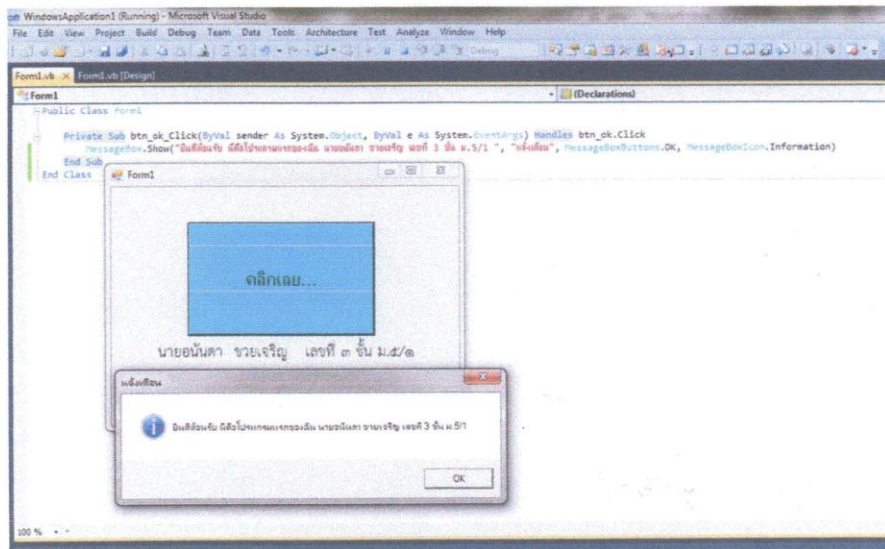 WindowsApplication1 (Running) - Microsoft Visual Studio
File Edit View Project Build Debug Team Data Tools Architecture Test Analyze Window Help
Debug
Form1.vb × Form1.vb [Design]
Form1 (Declarations)
Public Class Form1
Private Sub btn_ok_Click(ByVal sender As System.Object, ByVal e As System.EventArgs) Handles btn_ok.Click
MessageBox.Show("ยินดีต้อนรับ นี่คือโปรแกรมแรกของฉัน นายอนันดา ขวยเจริญ เลขที่ 3 ชั้น ม.5/1 ", "แจ้งเตือน", MessageBoxButtons.OK, MessageBoxIcon.Information)
End Sub
End Class
Form1
คลิกเลย...
นายอนันดา ขวยเจริญ เลขที่ ๓ ชั้น ม.๕/๑
แจ้งเตือน
ยินดีต้อนรับ นี่คือโปรแกรมแรกของฉัน นายอนันดา ขวยเจริญ เลขที่ 3 ชั้น ม.5/1
OK
100 %